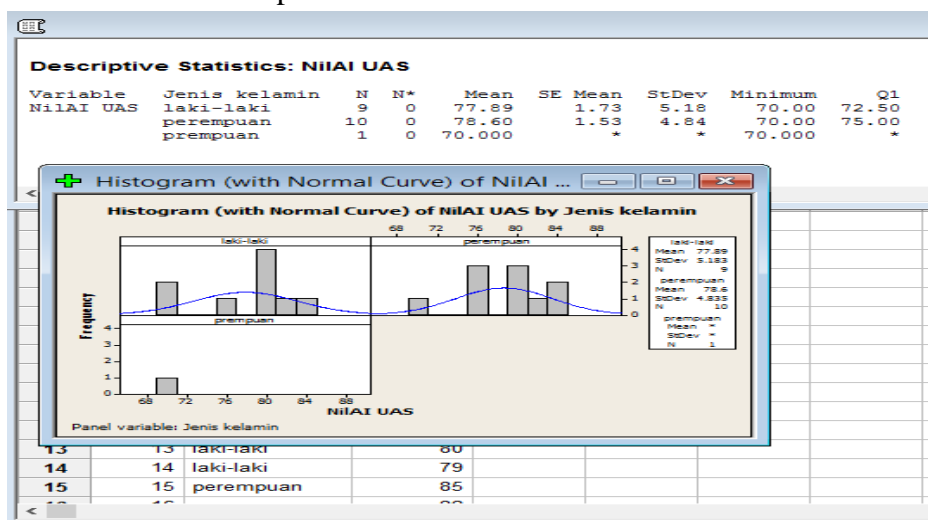 Descriptive Statistics: NilAI UAS
Variable Jenis kelamin N N* Mean SE Mean StDev Minimum Q1
NilAI UAS laki-laki 9 0 77.89 1.73 5.18 70.00 72.50
perempuan 10 0 78.60 1.53 4.84 70.00 75.00
prempuan 1 0 70.000 * * 70.000 *
Histogram (with Normal Curve) of NilAI ...
Histogram (with Normal Curve) of NilAI UAS by Jenis kelamin
68 72 76 80 84 88
laki-laki perempuan
4
3
2
1
0
prempuan
4
3
2
1
0
68 72 76 80 84 88
Frequency
NilAI UAS
laki-laki
Mean 77.89
StDev 5.183
N 9
perempuan
Mean 78.6
StDev 4.835
N 10
prempuan
Mean *
StDev *
N 1
Panel variable: Jenis kelamin
13 13 laki-laki 80
14 14 laki-laki 79
15 15 perempuan 85